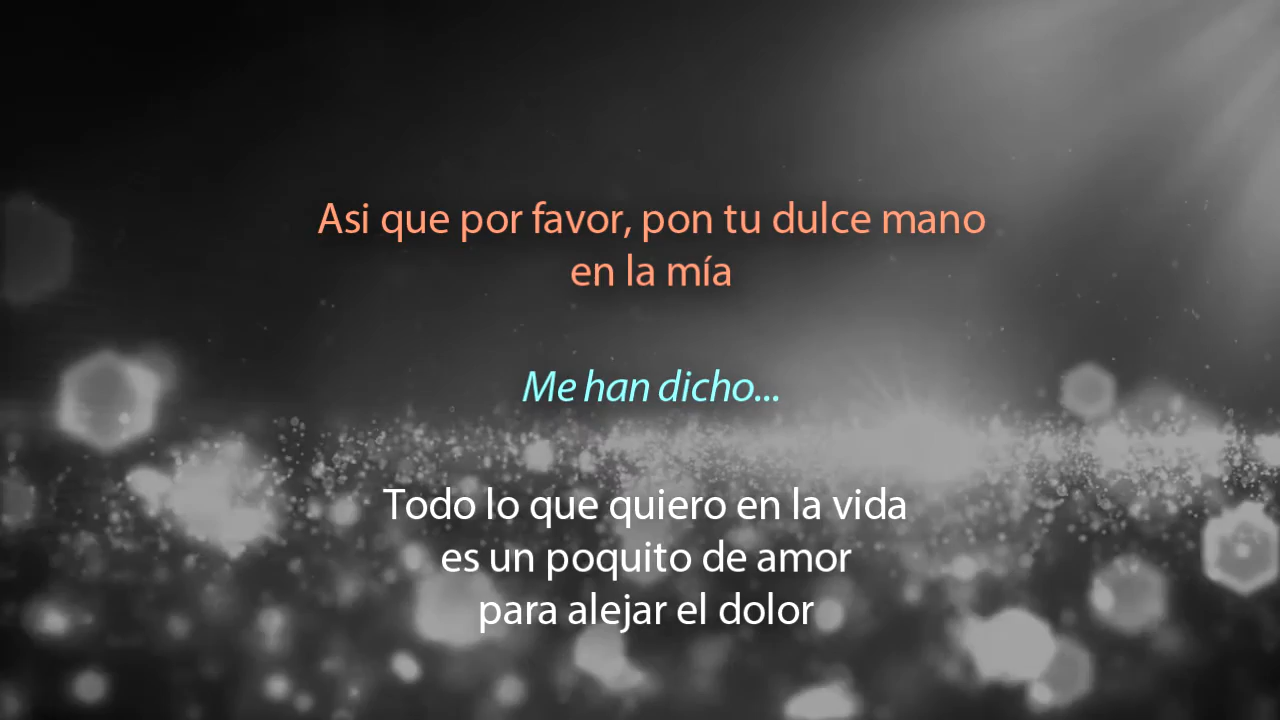 Asi que por favor, pon tu dulce mano
en la mía
Me han dicho...
Todo lo que quiero en la vida
es un poquito de amor
para alejar el dolor